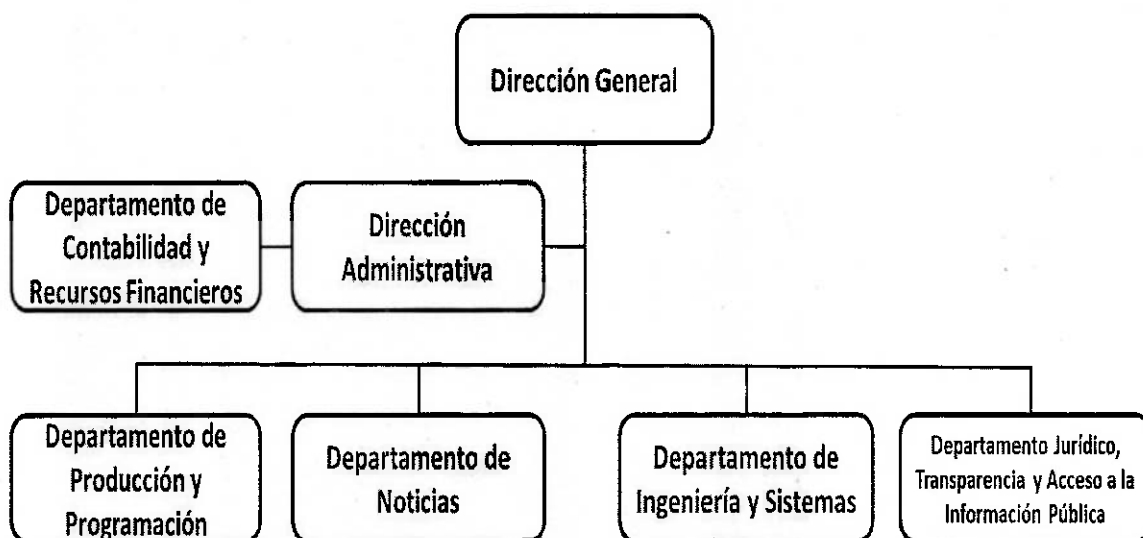 Dirección General
Departamento de
Contabilidad y
Recursos Financieros
Dirección
Administrativa
Departamento de
Producción y
Programación
Departamento de
Noticias
Departamento de
Ingeniería y Sistemas
Departamento Jurídico,
Transparencia y Acceso a la
Información Pública